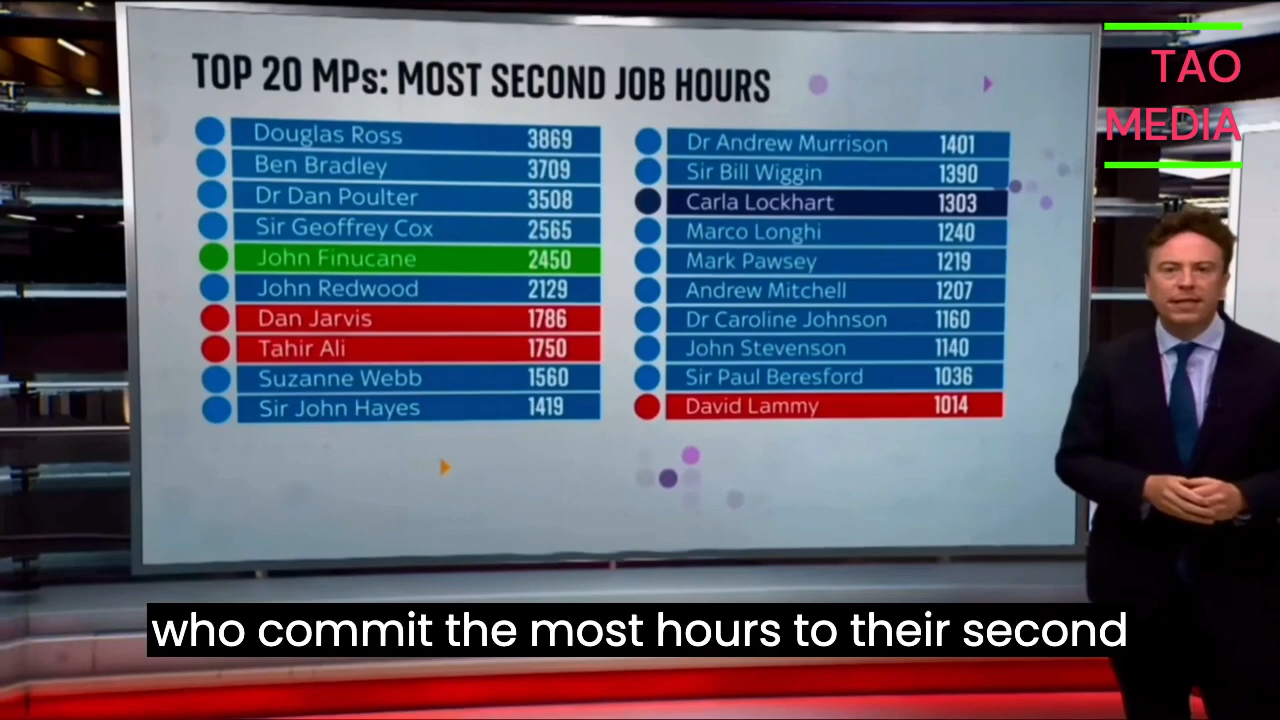 TAO
MEDIA
TOP 20 MPs: MOST SECOND JOB HOURS
Douglas Ross 3869
Ben Bradley 3709
Dr Dan Poulter 3508
Sir Geoffrey Cox 2565
John Finucane 2450
John Redwood 2129
Dan Jarvis 1786
Tahir Ali 1750
Suzanne Webb 1560
Sir John Hayes 1419
Dr Andrew Murrison 1401
Sir Bill Wiggin 1390
Carla Lockhart 1303
Marco Longhi 1240
Mark Pawsey 1219
Andrew Mitchell 1207
Dr Caroline Johnson 1160
John Stevenson 1140
Sir Paul Beresford 1036
David Lammy 1014
who commit the most hours to their second